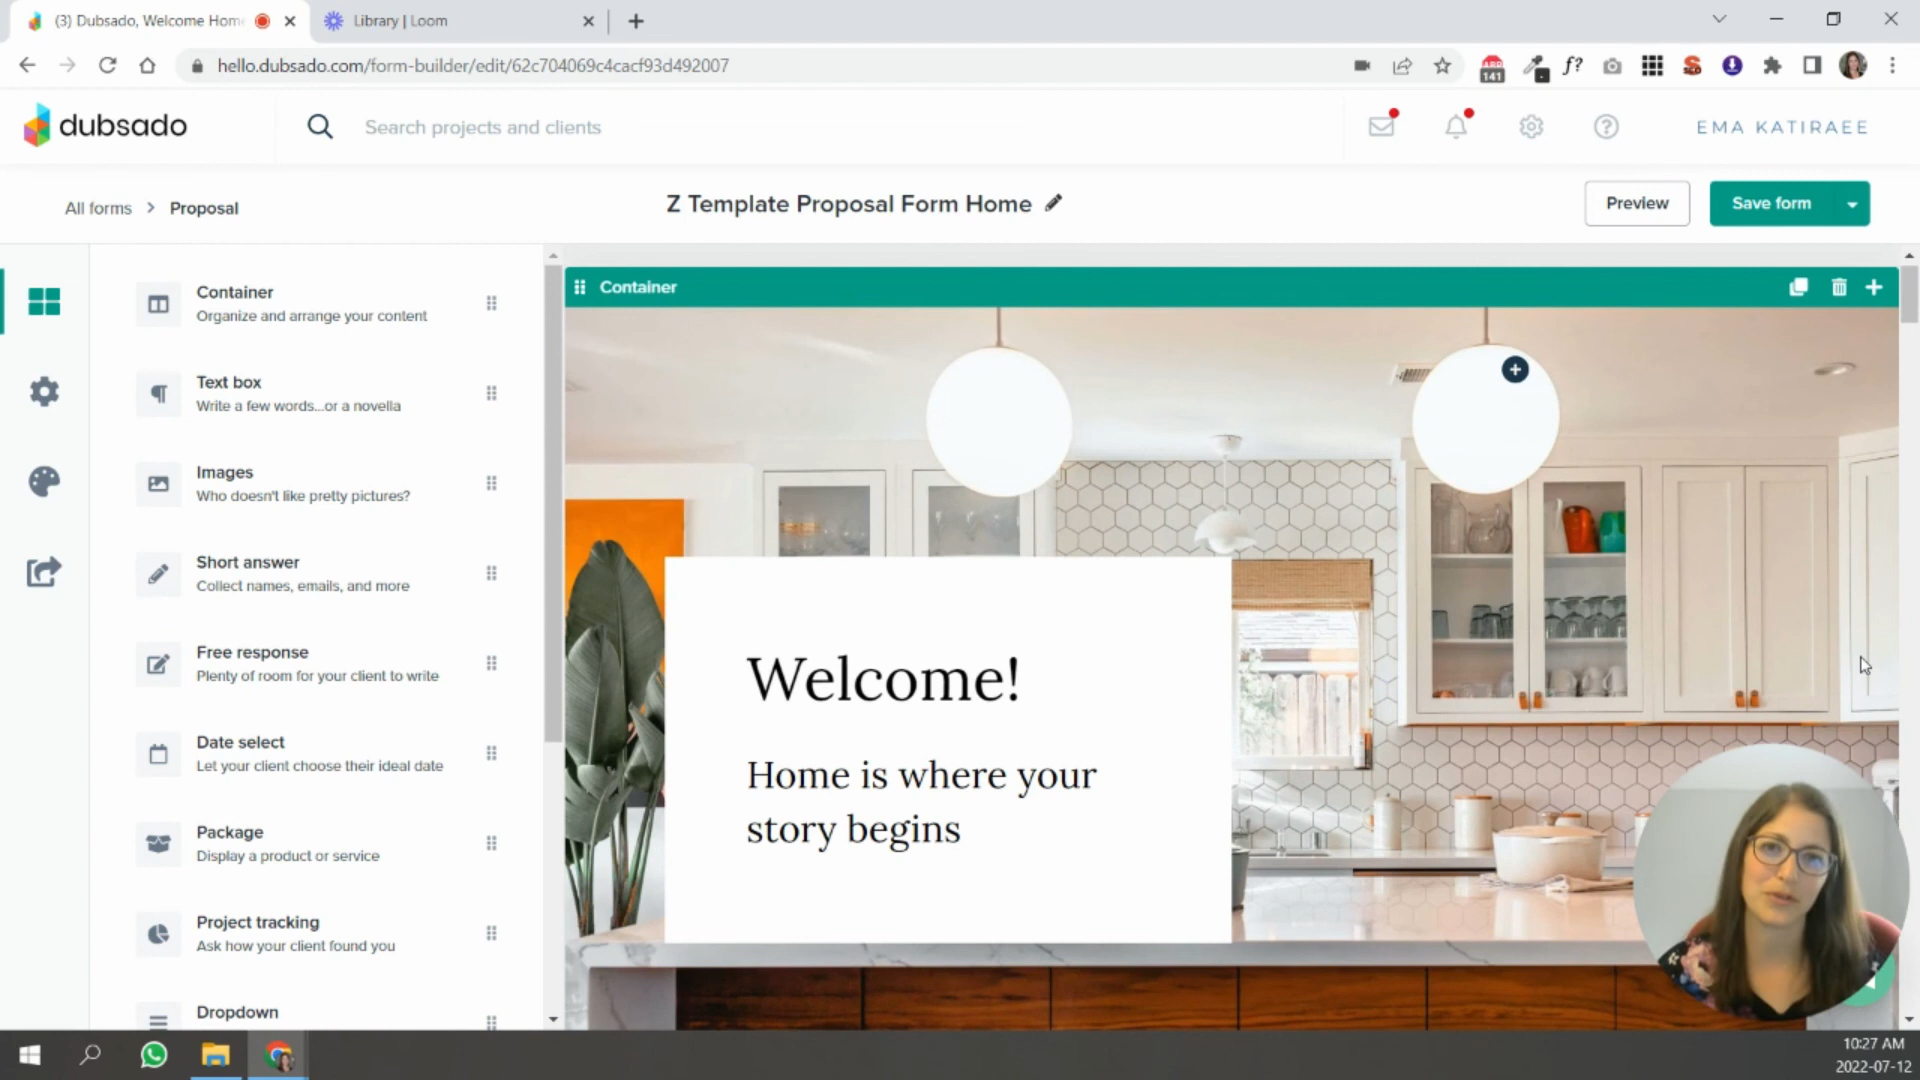 (3) Dubsado, Welcome Hom
Library | Loom
hello.dubsado.com/form-builder/edit/62c704069c4cacf93d492007
141
f?
dubsado
Search projects and clients
EMA KATIRAEE
All forms > Proposal
Z Template Proposal Form Home
Preview
Save form
Container
Organize and arrange your content
Text box
Write a few words...or a novella
Images
Who doesn't like pretty pictures?
Short answer
Collect names, emails, and more
Free response
Plenty of room for your client to write
Date select
Let your client choose their ideal date
Package
Display a product or service
Project tracking
Ask how your client found you
Dropdown
Container
Welcome!
Home is where your
story begins
10:27 AM
2022-07-12